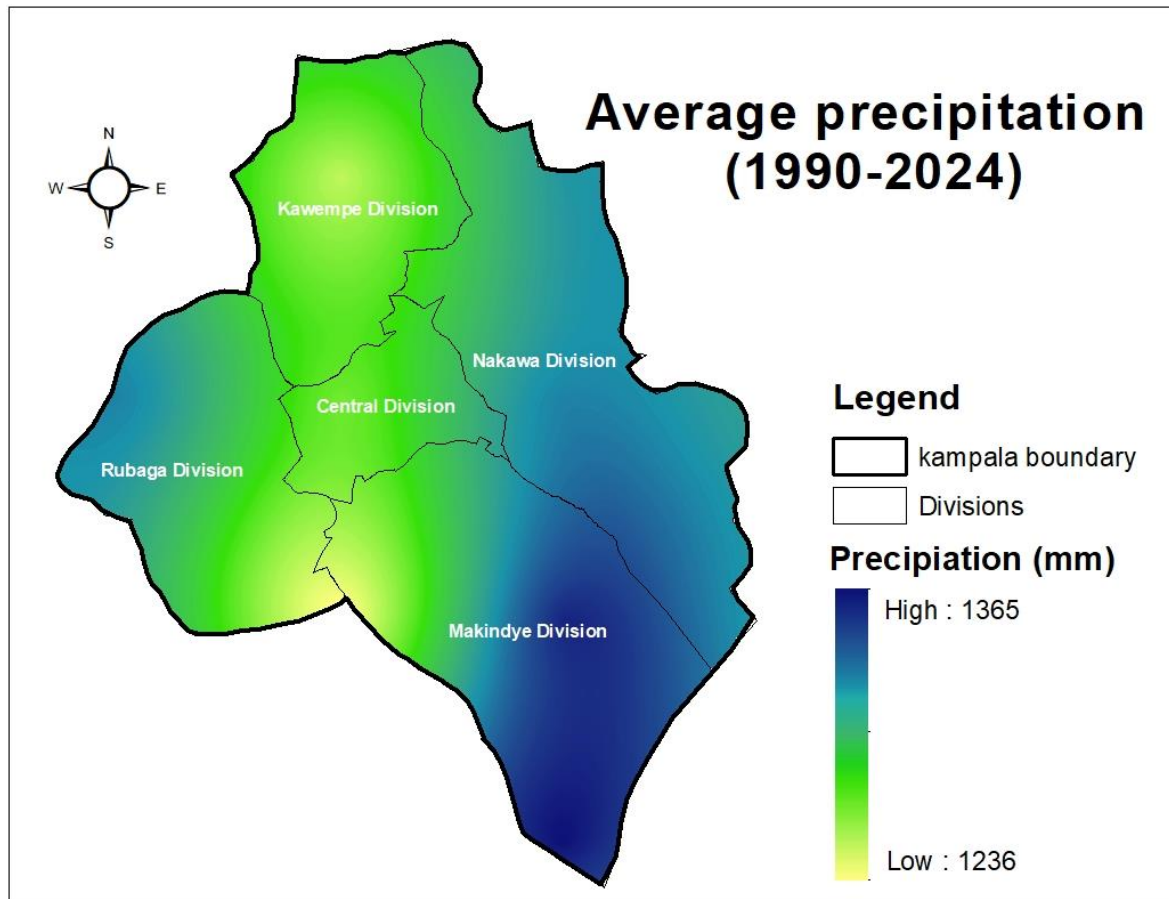 Average precipitation
(1990-2024)
N
W
E
S
Kawempe Division
Nakawa Division
Central Division
Rubaga Division
Makindye Division
Legend
kampala boundary
Divisions
Precipiation (mm)
High : 1365
Low : 1236